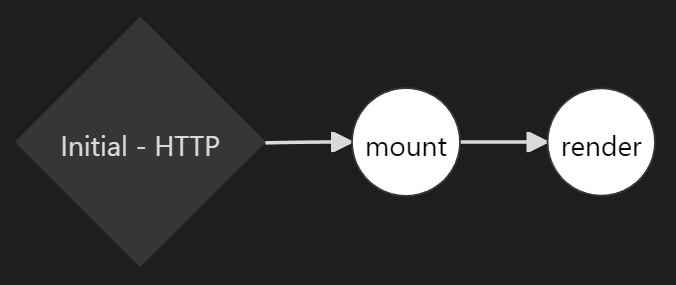 Initial - HTTP
mount
render